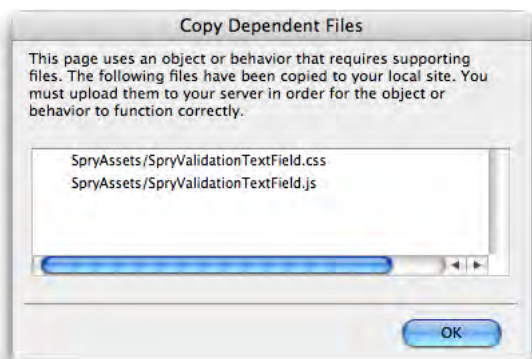 Copy Dependent Files
This page uses an object or behavior that requires supporting
files. The following files have been copied to your local site. You
must upload them to your server in order for the object or
behavior to function correctly.
SpryAssets/SpryValidationTextField.css
SpryAssets/SpryValidationTextField.js
OK